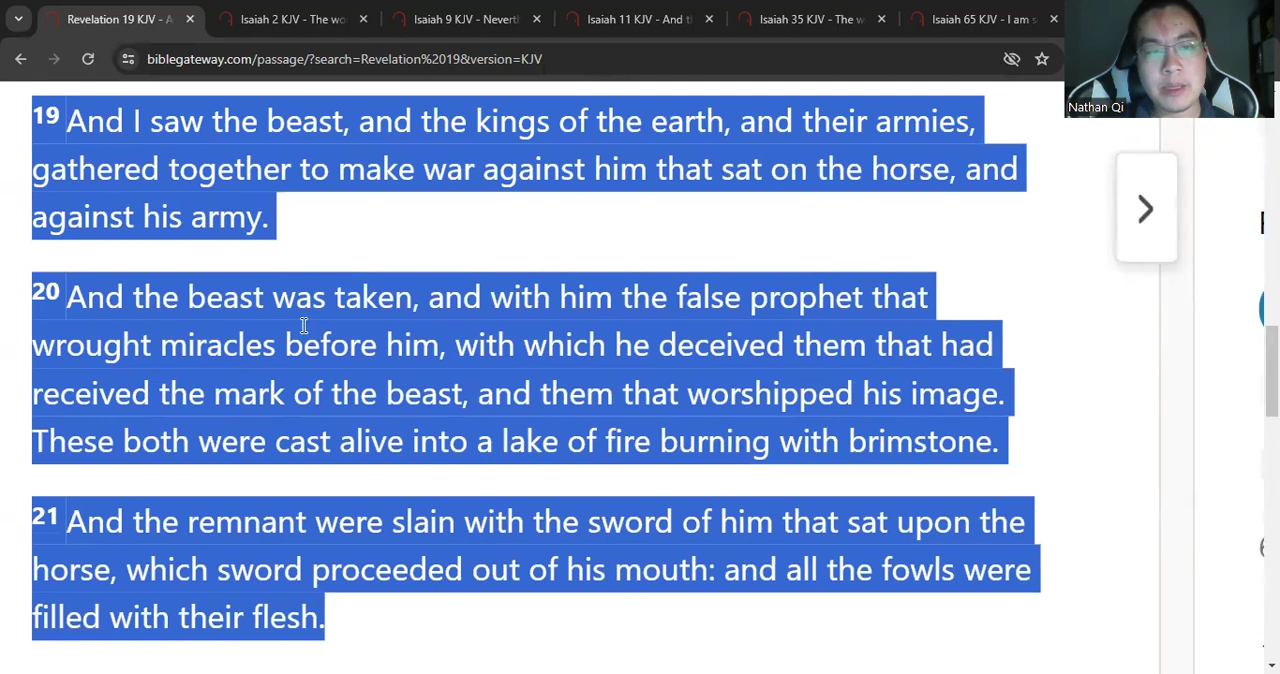 Revelation 19 KJV - A
Isaiah 2 KJV - The wo
Isaiah 9 KJV - Nevert
Isaiah 11 KJV - And t
Isaiah 35 KJV - The w
Isaiah 65 KJV - I am s
biblegateway.com/passage/?search=Revelation%2019&version=KJV
Nathan Qi
19 And I saw the beast, and the kings of the earth, and their armies,
gathered together to make war against him that sat on the horse, and
against his army.
20 And the beast was taken, and with him the false prophet that
wrought miracles before him, with which he deceived them that had
received the mark of the beast, and them that worshipped his image.
These both were cast alive into a lake of fire burning with brimstone.
21 And the remnant were slain with the sword of him that sat upon the
horse, which sword proceeded out of his mouth: and all the fowls were
filled with their flesh.